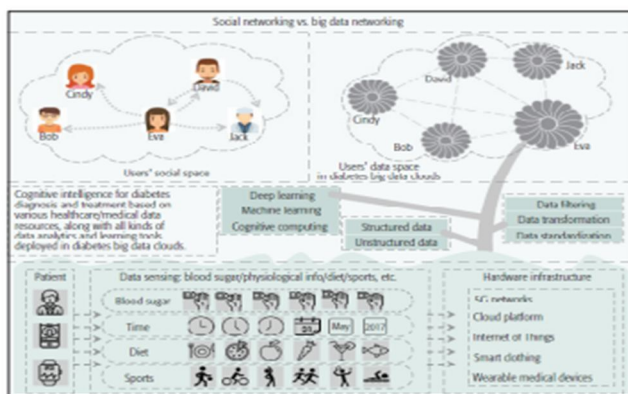 Social networking vs. big data networking
Cindy
David
Bob
Eva
Jack
Users' social space
David
Jack
Cindy
Bob
Eva
Users' data space
in diabetes big data clouds
Cognitive intelligence for diabetes
diagnosis and treatment based on
various healthcare/medical data
resources, along with all kinds of
data analytics and learning tools
deployed in diabetes big data clouds.
Deep learning
Machine learning
Cognitive computing
Structured data
Unstructured data
Data filtering
Data transformation
Data standardization
Patient
Data sensing: blood sugar/physiological info/diet/sports, etc.
Hardware infrastructure
Blood sugar
Time
May
2017
Diet
Sports
5G networks
Cloud platform
Internet of Things
Smart clothing
Wearable medical devices